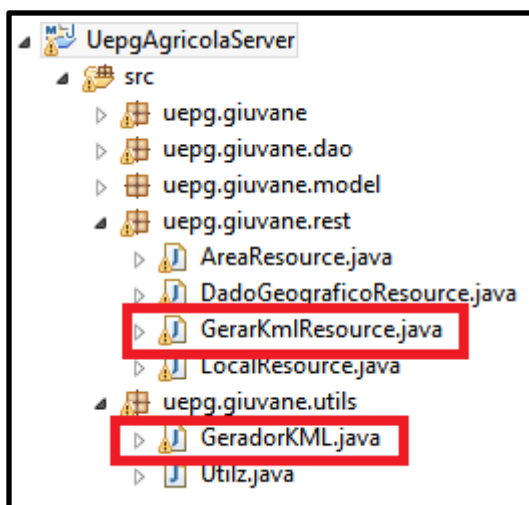 UepgAgricolaServer
src
uepg.giuvane
uepg.giuvane.dao
uepg.giuvane.model
uepg.giuvane.rest
AreaResource.java
DadoGeograficoResource.java
GerarKmlResource.java
LocalResource.java
uepg.giuvane.utils
GeradorKML.java
Utilz.java